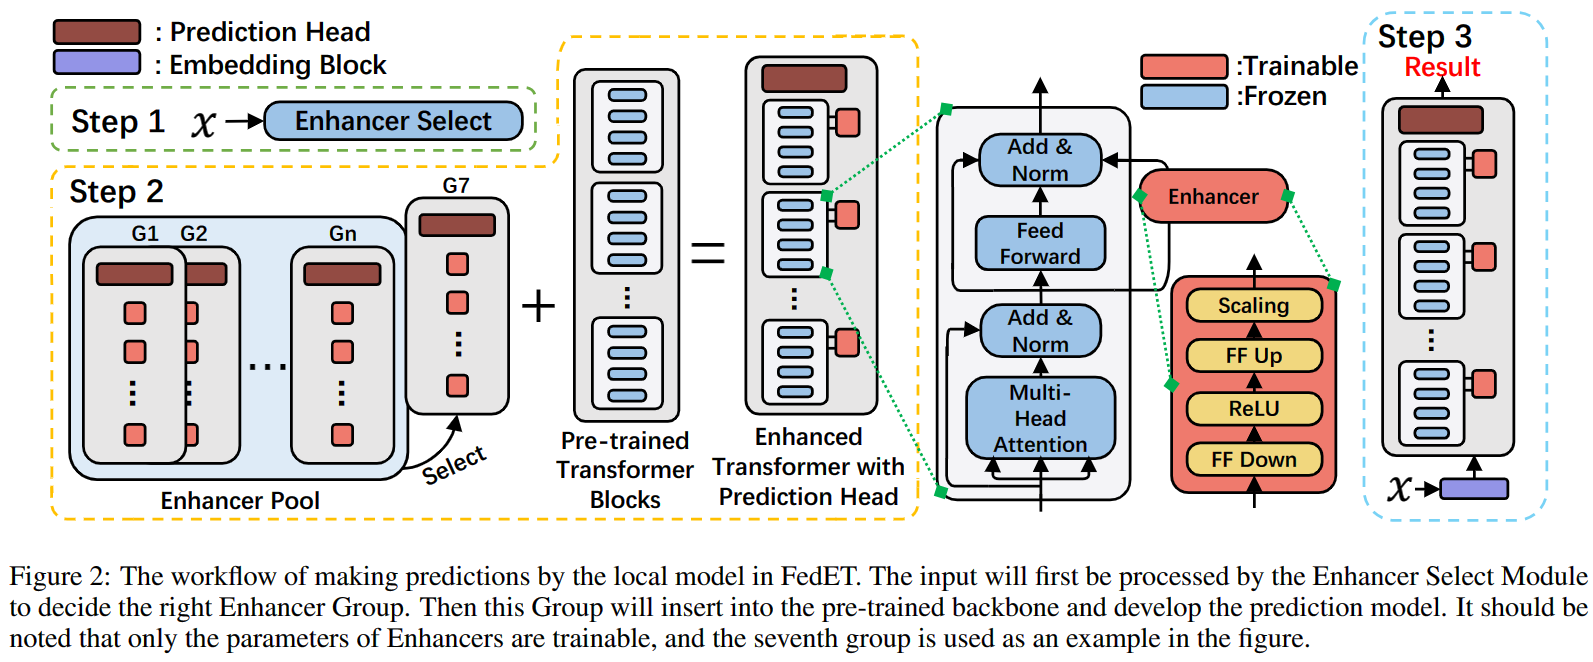 : Prediction Head
: Embedding Block
Step 1
x
Enhancer Select
Step 2
G1
G2
Gn
G7
Select
Enhancer Pool
Pre-trained
Transformer
Blocks
Enhanced
Transformer with
Prediction Head
Add &
Norm
Feed
Forward
Add &
Norm
Multi-
Head
Attention
:Trainable
:Frozen
Enhancer
Scaling
FF Up
ReLU
FF Down
Step 3
Result
x
Figure 2: The workflow of making predictions by the local model in FedET. The input will first be processed by the Enhancer Select Module
to decide the right Enhancer Group. Then this Group will insert into the pre-trained backbone and develop the prediction model. It should be
noted that only the parameters of Enhancers are trainable, and the seventh group is used as an example in the figure.